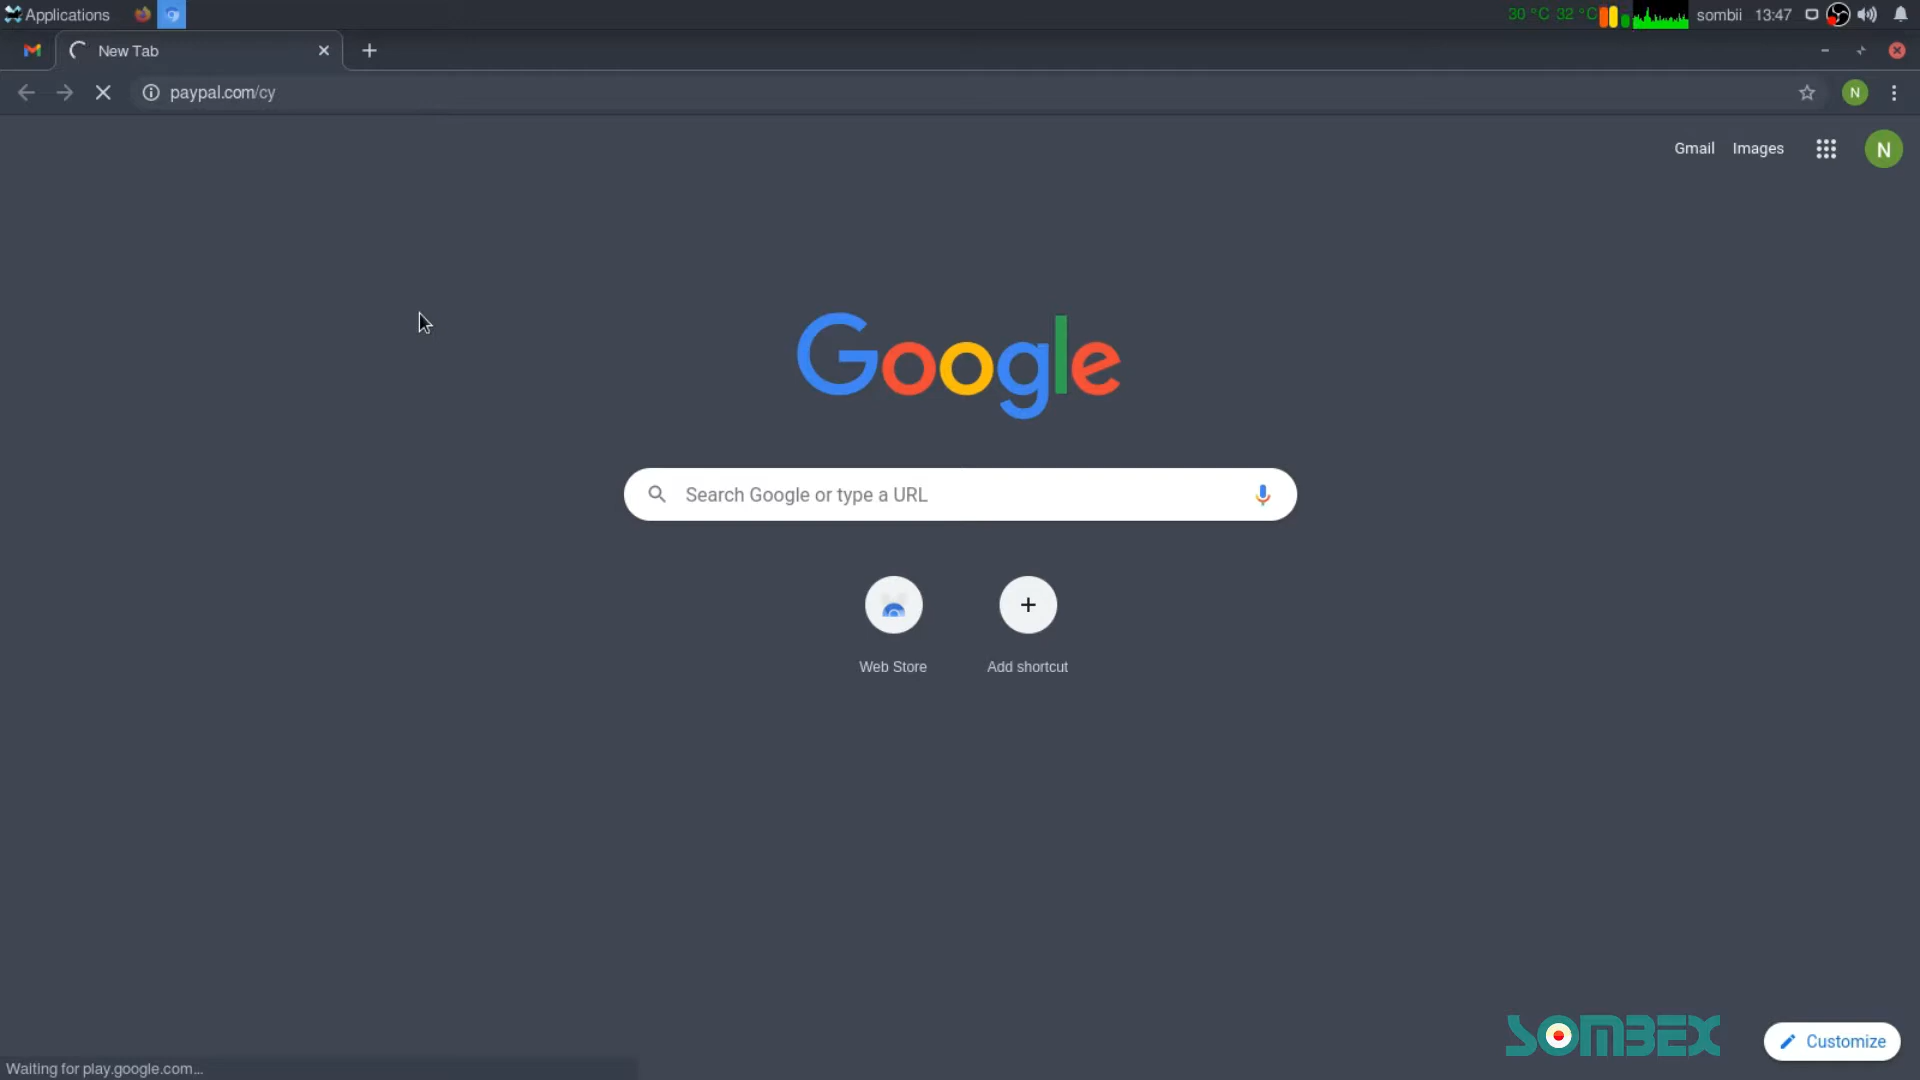 Applications
30 °C 32 °C
sombii 13:47
New Tab
paypal.com/cy
N
Gmail Images
N
Google
Search Google or type a URL
Web Store
Add shortcut
SOMBEX
Customize
Waiting for play.google.com...